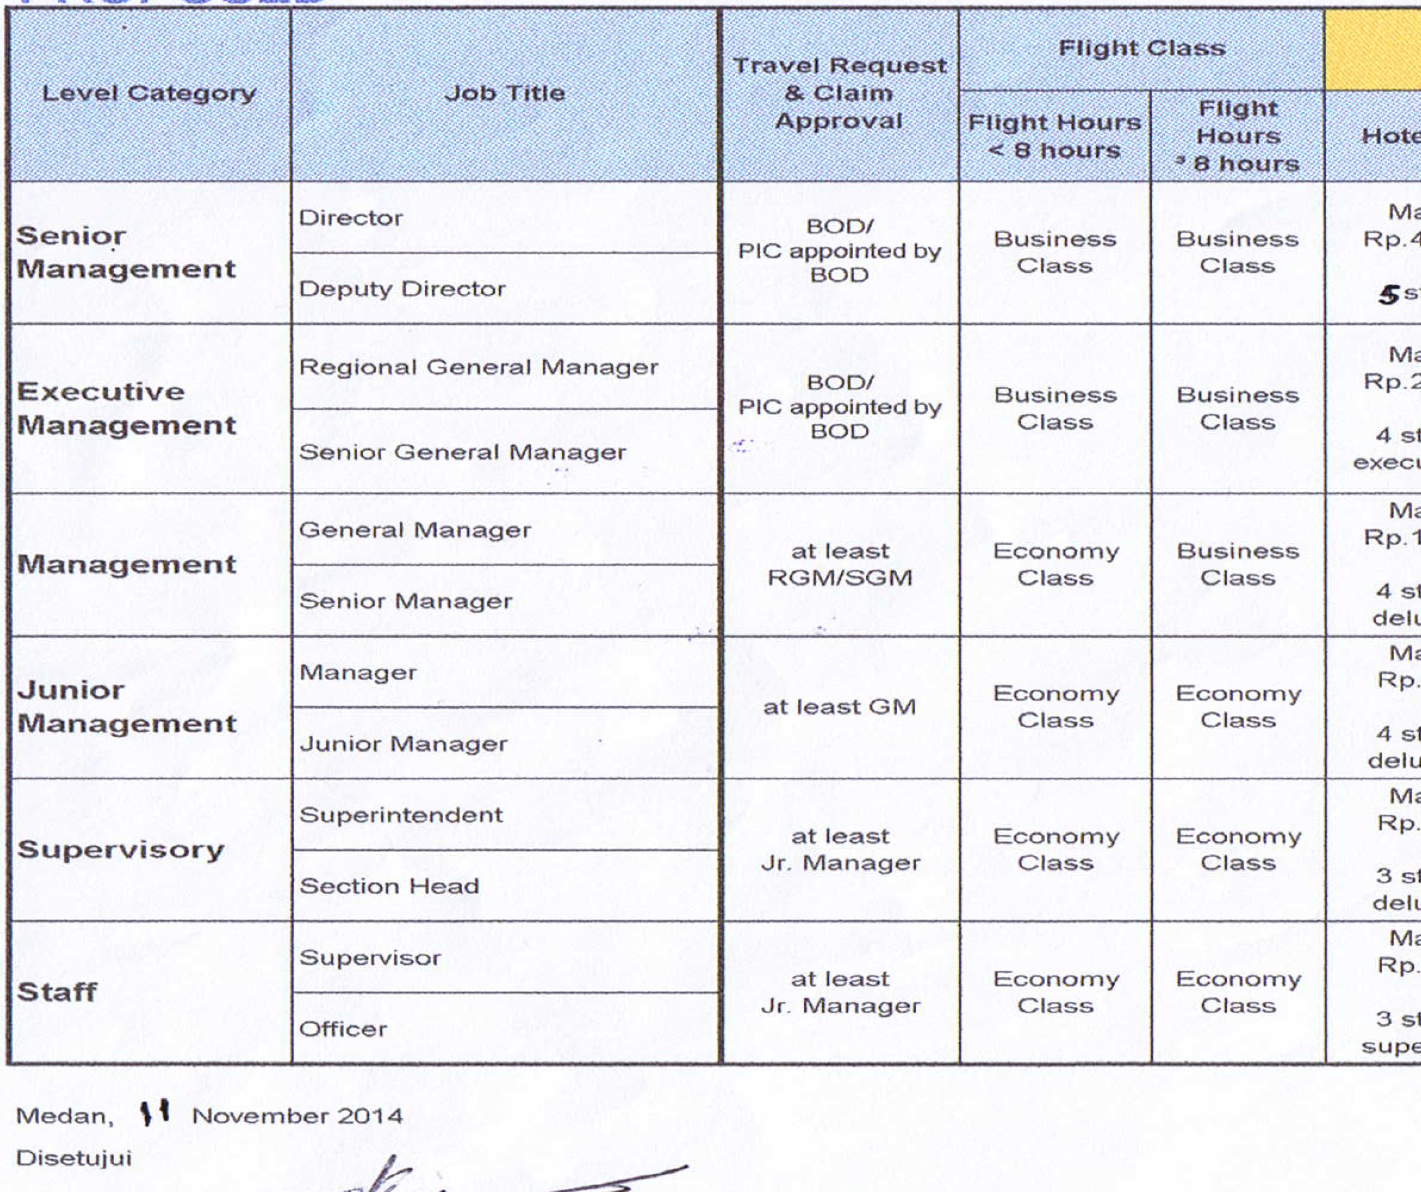 Flight Class
Level Category
Job Title
Travel Request
& Claim
Approval
Flight Hours
< 8 hours
Flight
Hours
³ 8 hours
Hote
Senior
Management
Director
Deputy Director
BOD/
PIC appointed by
BOD
Business
Class
Business
Class
Ma
Rp.4
5 st
Executive
Management
Regional General Manager
Senior General Manager
BOD/
PIC appointed by
BOD
Business
Class
Business
Class
Ma
Rp.2
4 st
execu
Management
General Manager
Senior Manager
at least
RGM/SGM
Economy
Class
Business
Class
Ma
Rp.1
4 st
delu
Junior
Management
Manager
Junior Manager
at least GM
Economy
Class
Economy
Class
Ma
Rp.
4 st
delu
Supervisory
Superintendent
Section Head
at least
Jr. Manager
Economy
Class
Economy
Class
Ma
Rp.
3 st
delu
Staff
Supervisor
Officer
at least
Jr. Manager
Economy
Class
Economy
Class
Ma
Rp.
3 st
supe
Medan, 11 November 2014
Disetujui